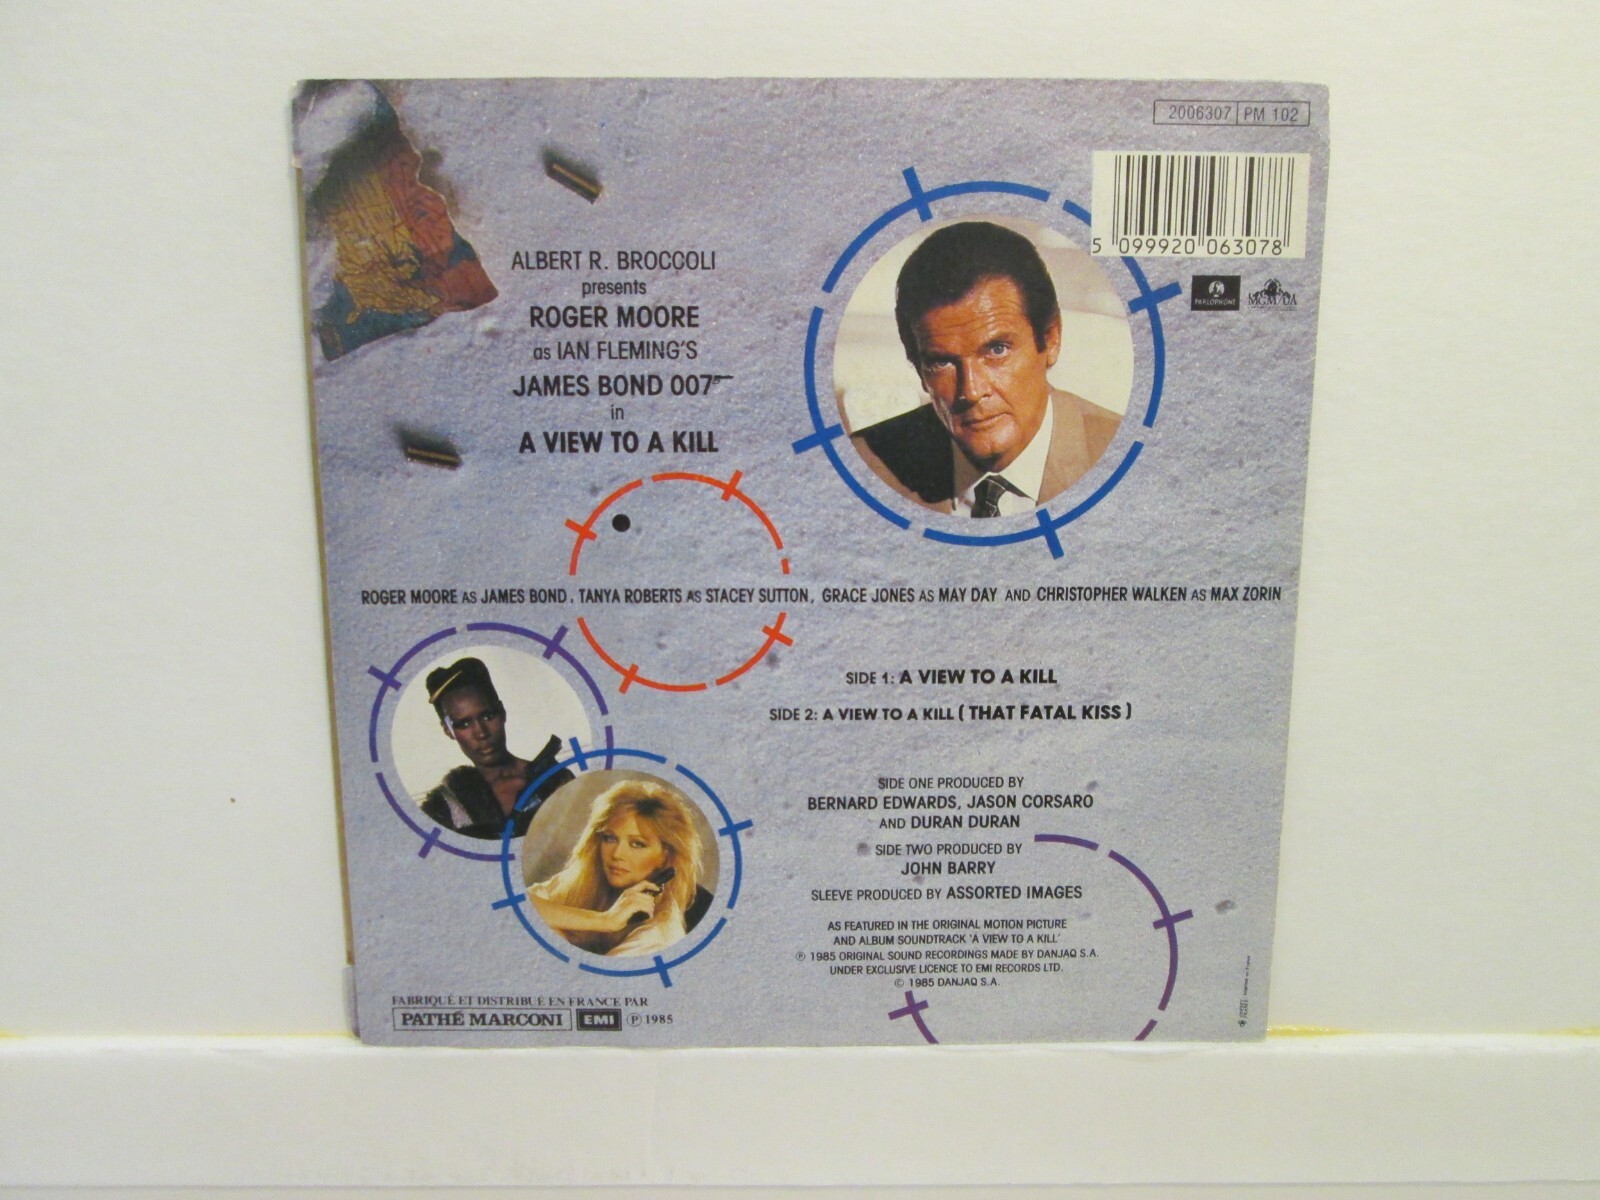 2006307 PM 102
5 099920 063078
PARLOPHONE
MGM/UA
ALBERT R. BROCCOLI
presents
ROGER MOORE
as IAN FLEMING'S
JAMES BOND 007
in
A VIEW TO A KILL
ROGER MOORE AS JAMES BOND, TANYA ROBERTS AS STACEY SUTTON, GRACE JONES AS MAY DAY AND CHRISTOPHER WALKEN AS MAX ZORIN
SIDE 1: A VIEW TO A KILL
SIDE 2: A VIEW TO A KILL (THAT FATAL KISS)
SIDE ONE PRODUCED BY
BERNARD EDWARDS, JASON CORSARO
AND DURAN DURAN
SIDE TWO PRODUCED BY
JOHN BARRY
SLEEVE PRODUCED BY ASSORTED IMAGES
AS FEATURED IN THE ORIGINAL MOTION PICTURE
AND ALBUM SOUNDTRACK 'A VIEW TO A KILL'
℗ 1985 ORIGINAL SOUND RECORDINGS MADE BY DANJAQ S.A.
UNDER EXCLUSIVE LICENCE TO EMI RECORDS LTD.
© 1985 DANJAQ S.A.
FABRIQUÉ ET DISTRIBUÉ EN FRANCE PAR
PATHÉ MARCONI EMI ℗ 1985